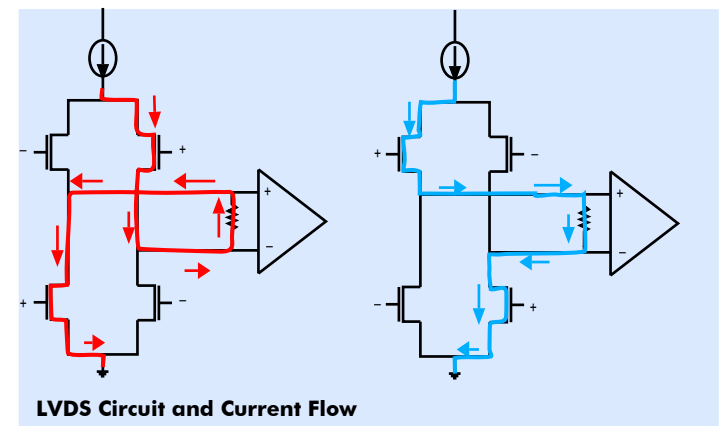 − + + − + −
+ − + − − +
LVDS Circuit and Current Flow